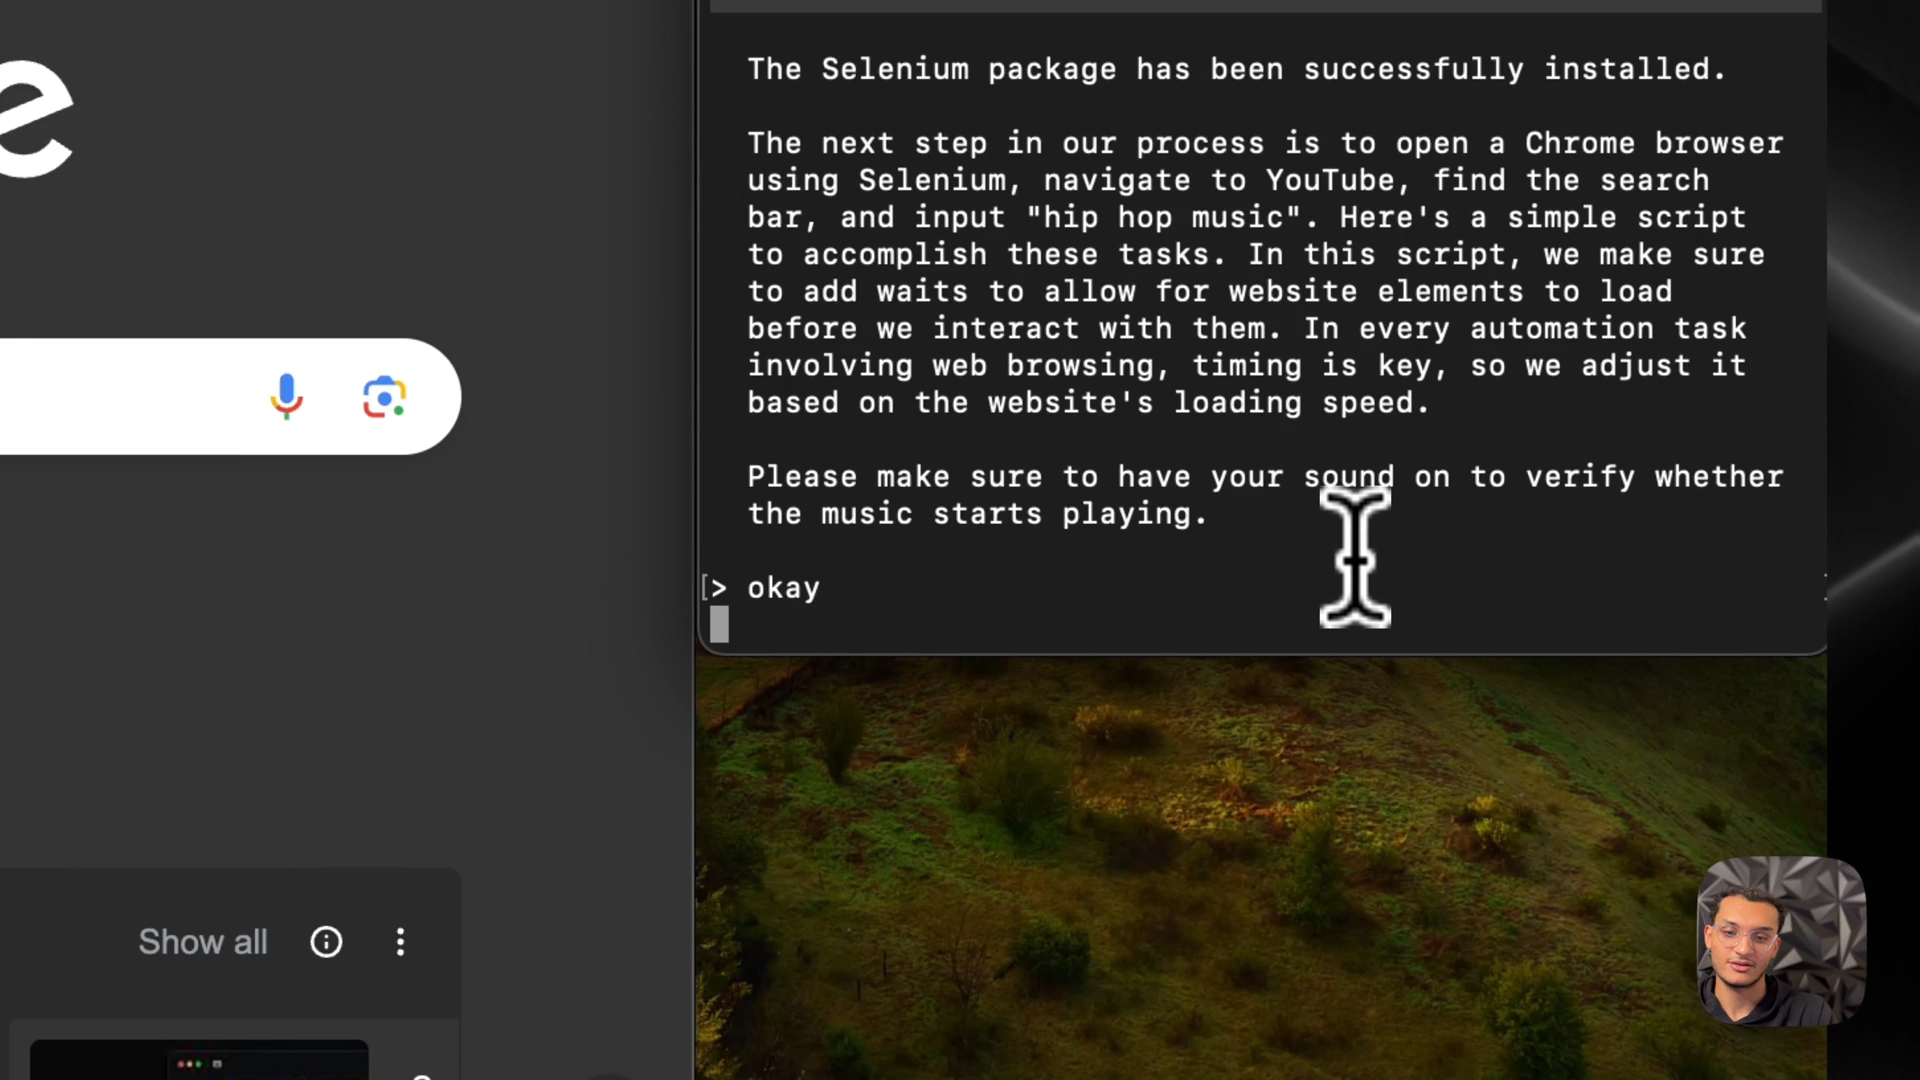 e
The Selenium package has been successfully installed.
The next step in our process is to open a Chrome browser
using Selenium, navigate to YouTube, find the search
bar, and input "hip hop music". Here's a simple script
to accomplish these tasks. In this script, we make sure
to add waits to allow for website elements to load
before we interact with them. In every automation task
involving web browsing, timing is key, so we adjust it
based on the website's loading speed.
Please make sure to have your sound on to verify whether
the music starts playing.
[> okay
Show all